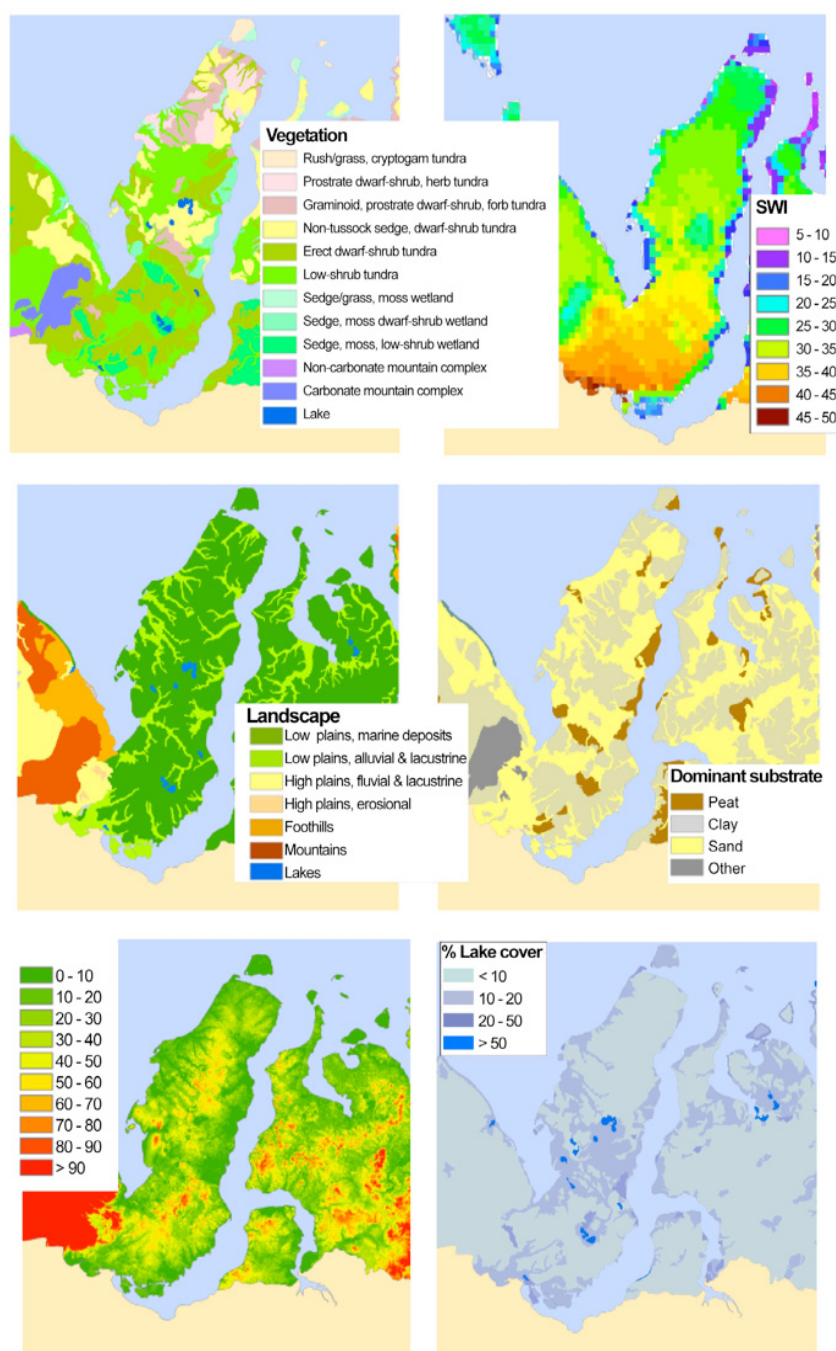 Vegetation
Rush/grass, cryptogam tundra
Prostrate dwarf-shrub, herb tundra
Graminoid, prostrate dwarf-shrub, forb tundra
Non-tussock sedge, dwarf-shrub tundra
Erect dwarf-shrub tundra
Low-shrub tundra
Sedge/grass, moss wetland
Sedge, moss dwarf-shrub wetland
Sedge, moss, low-shrub wetland
Non-carbonate mountain complex
Carbonate mountain complex
Lake
SWI
5 - 10
10 - 15
15 - 20
20 - 25
25 - 30
30 - 35
35 - 40
40 - 45
45 - 50
Landscape
Low plains, marine deposits
Low plains, alluvial & lacustrine
High plains, fluvial & lacustrine
High plains, erosional
Foothills
Mountains
Lakes
Dominant substrate
Peat
Clay
Sand
Other
0 - 10
10 - 20
20 - 30
30 - 40
40 - 50
50 - 60
60 - 70
70 - 80
80 - 90
> 90
% Lake cover
< 10
10 - 20
20 - 50
> 50